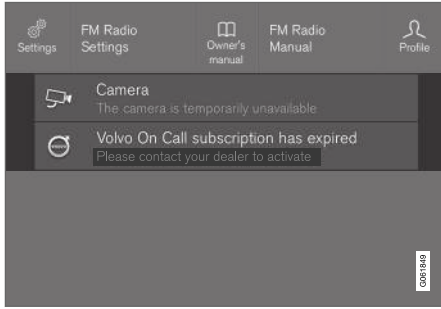 Settings
FM Radio
Settings
Owner's
manual
FM Radio
Manual
Profile
Camera
The camera is temporarily unavailable
Volvo On Call subscription has expired
Please contact your dealer to activate
G061849